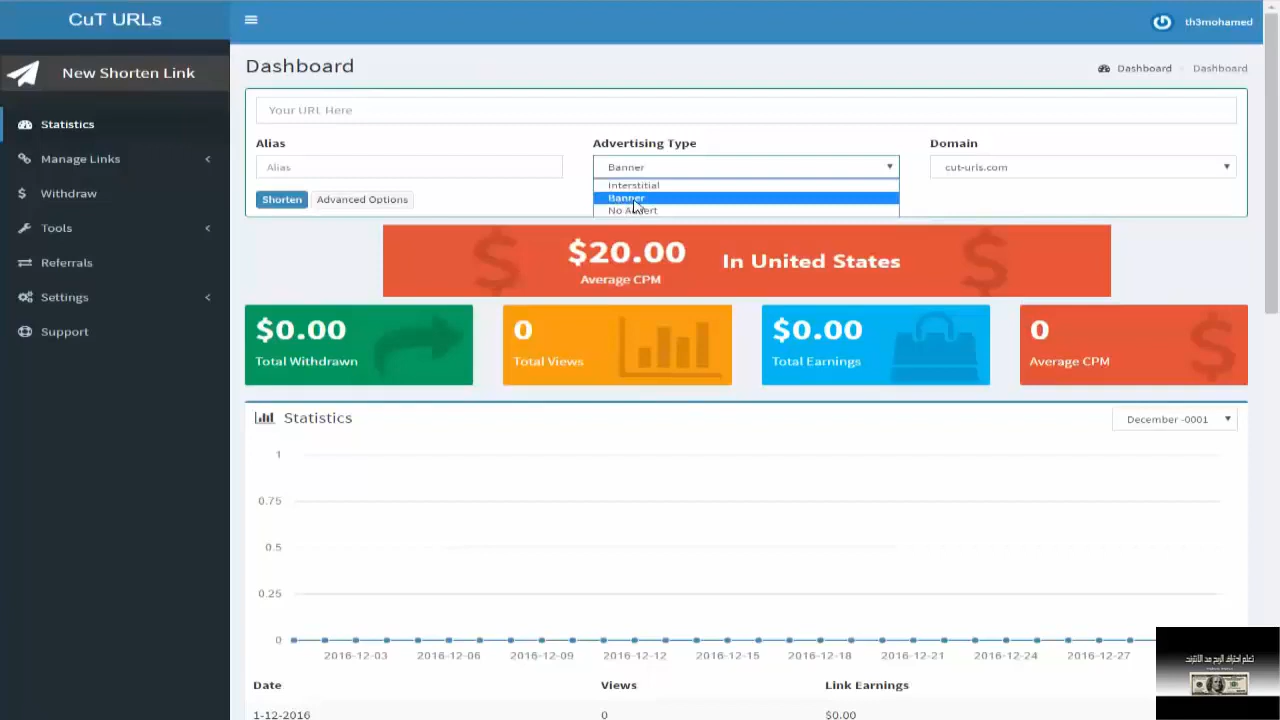 CuT URLs
th3mohamed
New Shorten Link
Statistics
Manage Links
Withdraw
Tools
Referrals
Settings
Support
Dashboard
Dashboard
Dashboard
Your URL Here
Alias
Advertising Type
Domain
Alias
Banner
cut-urls.com
Interstitial
Banner
No Advert
Shorten
Advanced Options
$20.00
Average CPM
In United States
$0.00
Total Withdrawn
0
Total Views
$0.00
Total Earnings
0
Average CPM
Statistics
December -0001
1
0.75
0.5
0.25
0
2016-12-03 2016-12-06 2016-12-09 2016-12-12 2016-12-15 2016-12-18 2016-12-21 2016-12-24 2016-12-27
Date Views Link Earnings
1-12-2016 0 $0.00
تعلم احتراف الربح من الانترنت